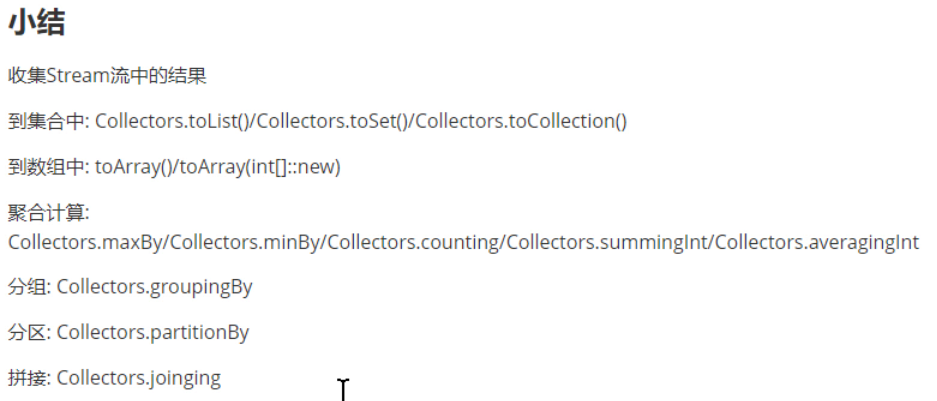 小结
收集Stream流中的结果
到集合中: Collectors.toList()/Collectors.toSet()/Collectors.toCollection()
到数组中: toArray()/toArray(int[]::new)
聚合计算:
Collectors.maxBy/Collectors.minBy/Collectors.counting/Collectors.summingInt/Collectors.averagingInt
分组: Collectors.groupingBy
分区: Collectors.partitionBy
拼接: Collectors.joinging